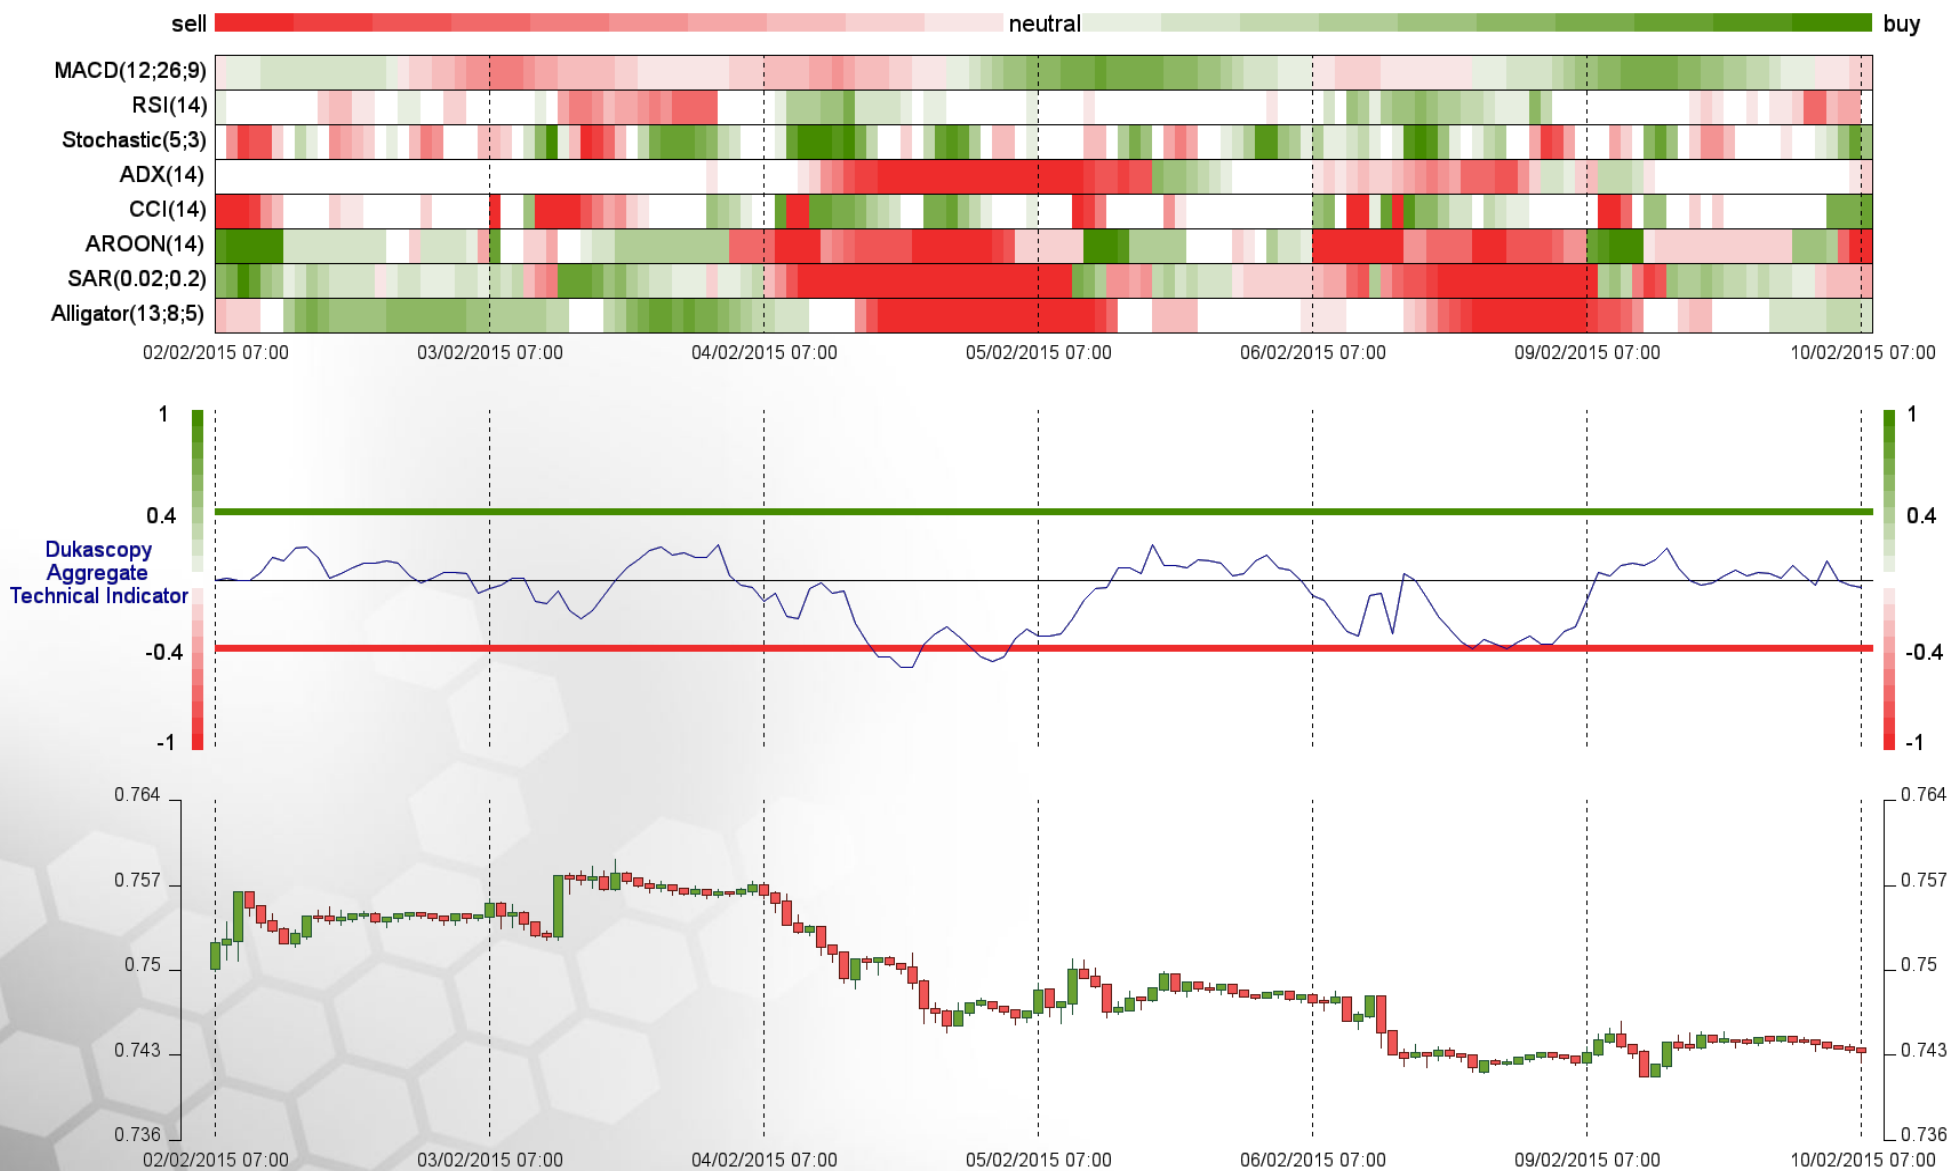 sell neutral buy
MACD(12;26;9)
RSI(14)
Stochastic(5;3)
ADX(14)
CCI(14)
AROON(14)
SAR(0.02;0.2)
Alligator(13;8;5)
02/02/2015 07:00 03/02/2015 07:00 04/02/2015 07:00 05/02/2015 07:00 06/02/2015 07:00 09/02/2015 07:00 10/02/2015 07:00
1 1
0.4 0.4
Dukascopy
Aggregate
Technical Indicator
-0.4 -0.4
-1 -1
0.764 0.764
0.757 0.757
0.75 0.75
0.743 0.743
0.736 0.736
02/02/2015 07:00 03/02/2015 07:00 04/02/2015 07:00 05/02/2015 07:00 06/02/2015 07:00 09/02/2015 07:00 10/02/2015 07:00